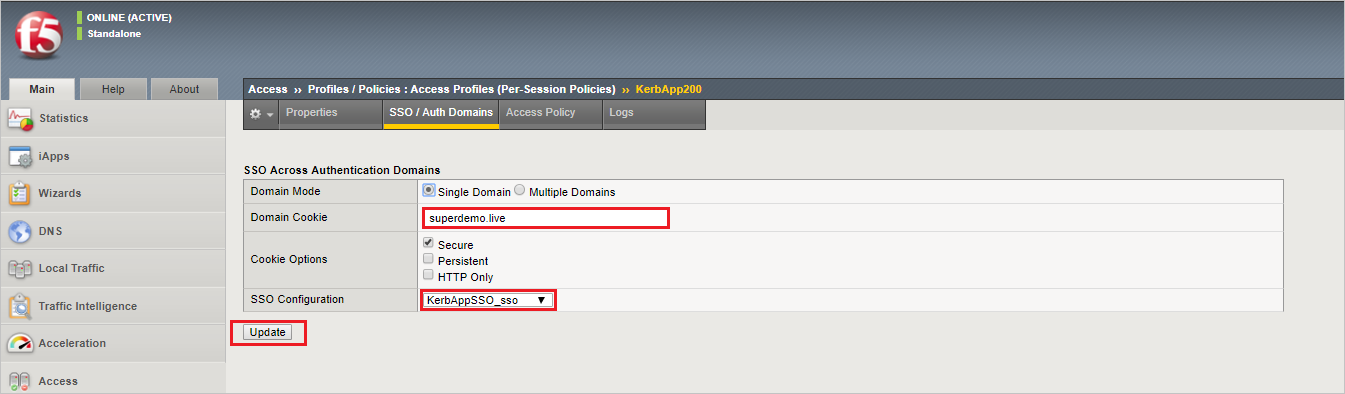 f5
ONLINE (ACTIVE)
Standalone
Main Help About
Access ›› Profiles / Policies : Access Profiles (Per-Session Policies) ›› KerbApp200
Properties SSO / Auth Domains Access Policy Logs
Statistics
iApps
Wizards
DNS
Local Traffic
Traffic Intelligence
Acceleration
Access
SSO Across Authentication Domains
Domain Mode Single Domain Multiple Domains
Domain Cookie superdemo.live
Cookie Options Secure
Persistent
HTTP Only
SSO Configuration KerbAppSSO_sso ▼
Update